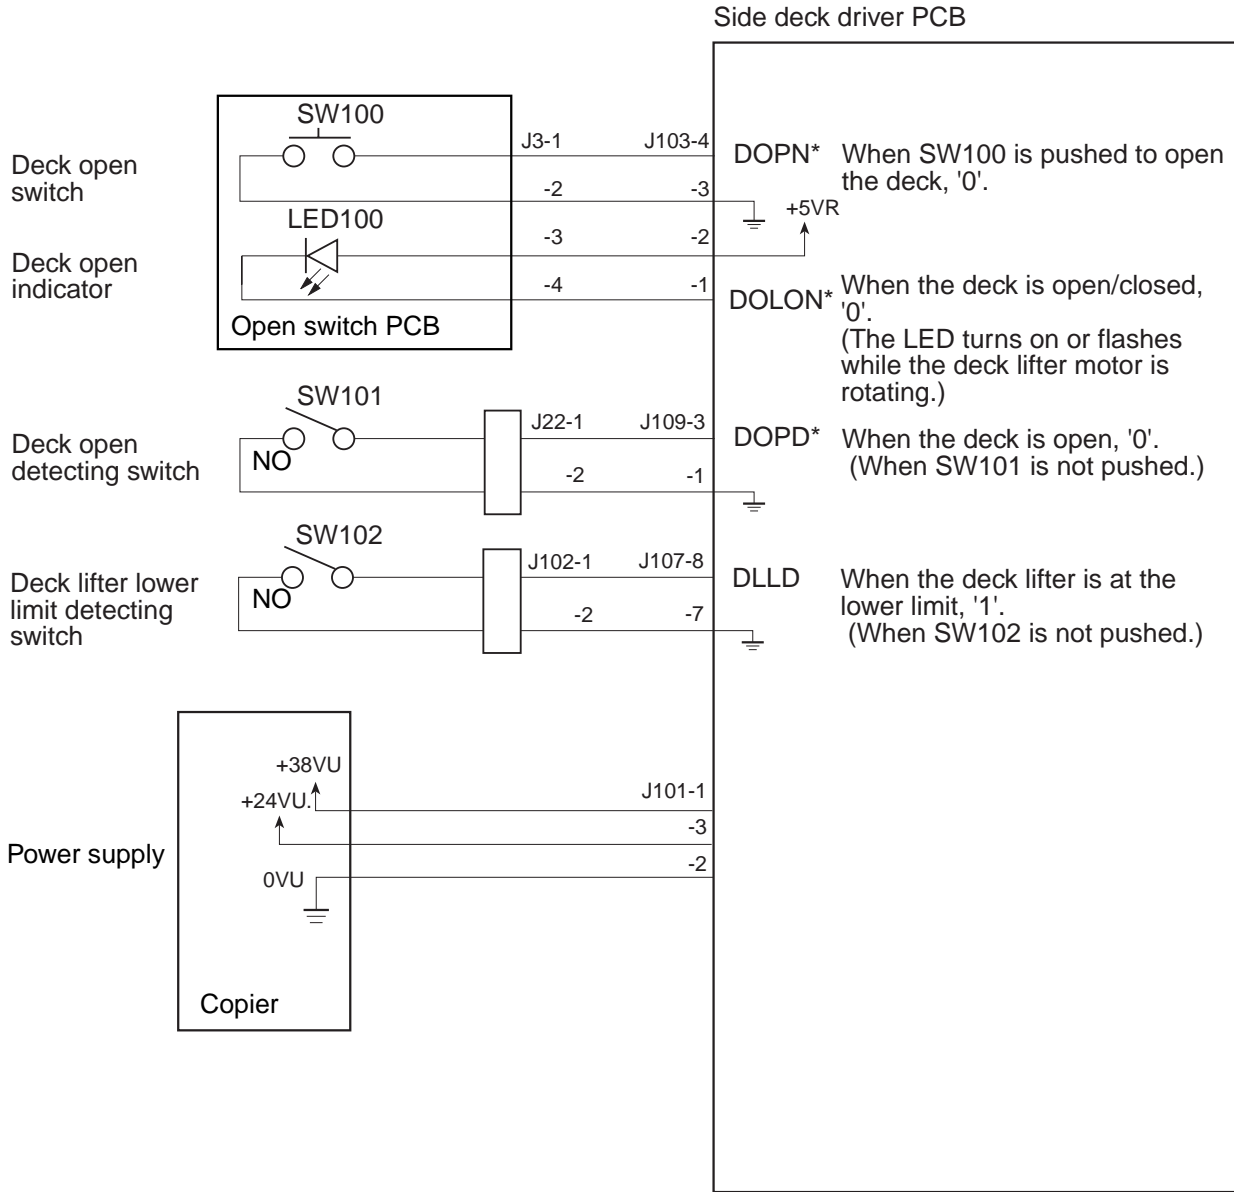 Side deck driver PCB
SW100
J3-1
J103-4
DOPN*
When SW100 is pushed to open
the deck, '0'.
Deck open
switch
-2
-3
+5VR
LED100
-3
-2
Deck open
indicator
-4
-1
DOLON*
When the deck is open/closed,
'0'.
(The LED turns on or flashes
while the deck lifter motor is
rotating.)
Open switch PCB
SW101
J22-1
J109-3
DOPD*
When the deck is open, '0'.
(When SW101 is not pushed.)
Deck open
detecting switch
NO
-2
-1
SW102
J102-1
J107-8
DLLD
When the deck lifter is at the
lower limit, '1'.
(When SW102 is not pushed.)
Deck lifter lower
limit detecting
switch
NO
-2
-7
+38VU
J101-1
+24VU.
-3
Power supply
0VU
-2
Copier